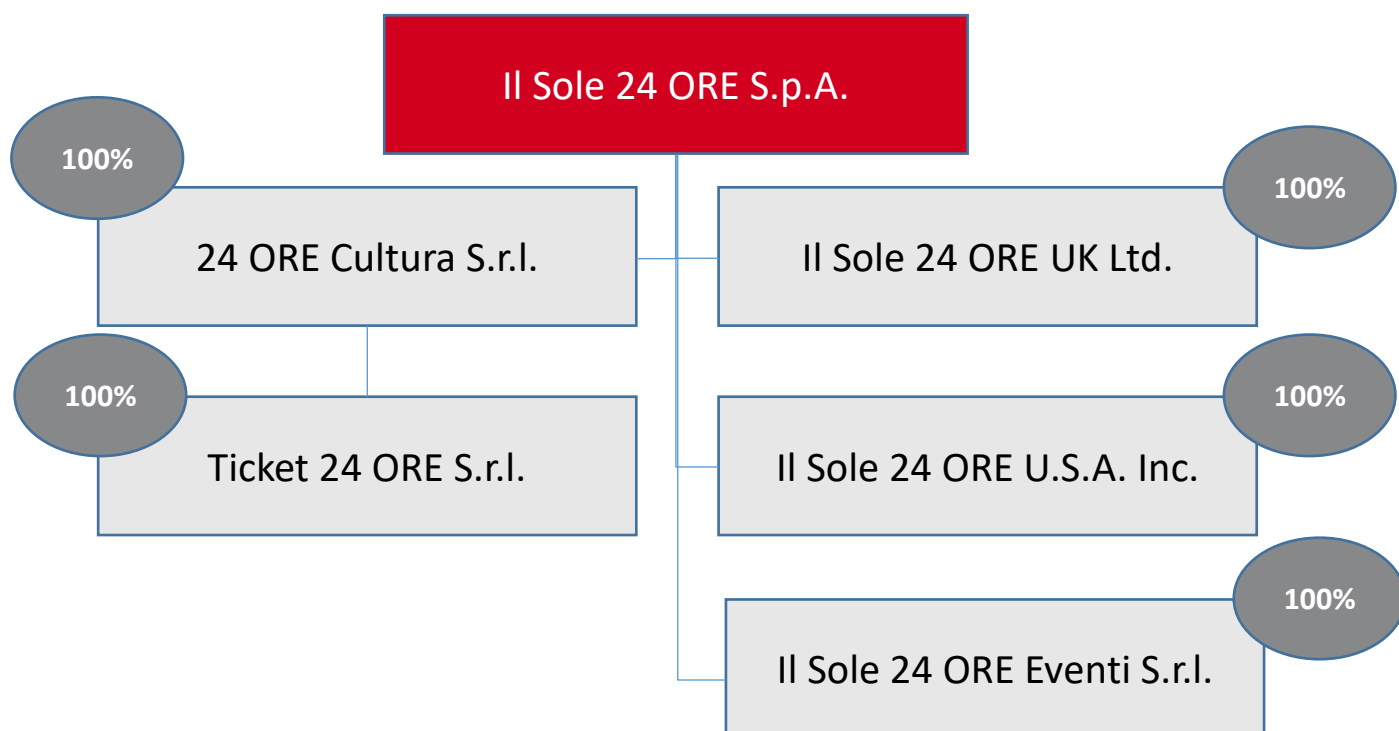 Il Sole 24 ORE S.p.A.
100%
24 ORE Cultura S.r.l.
100%
Il Sole 24 ORE UK Ltd.
100%
Ticket 24 ORE S.r.l.
100%
Il Sole 24 ORE U.S.A. Inc.
100%
Il Sole 24 ORE Eventi S.r.l.